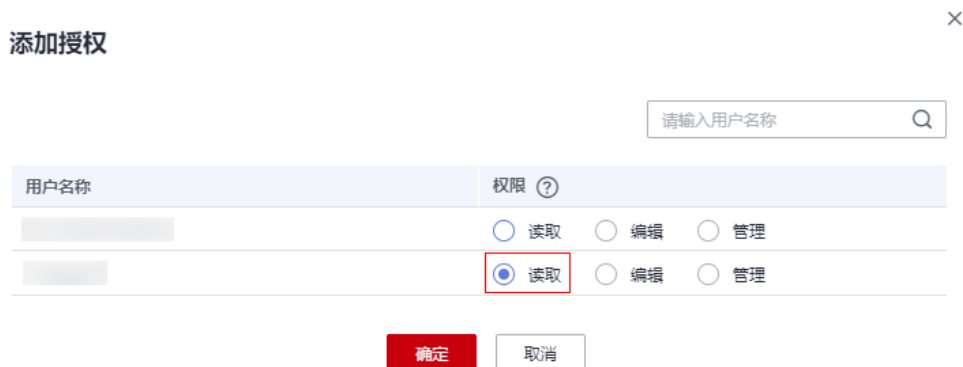 添加授权
请输入用户名称
用户名称 权限 ?
读取 编辑 管理
读取 编辑 管理
确定 取消